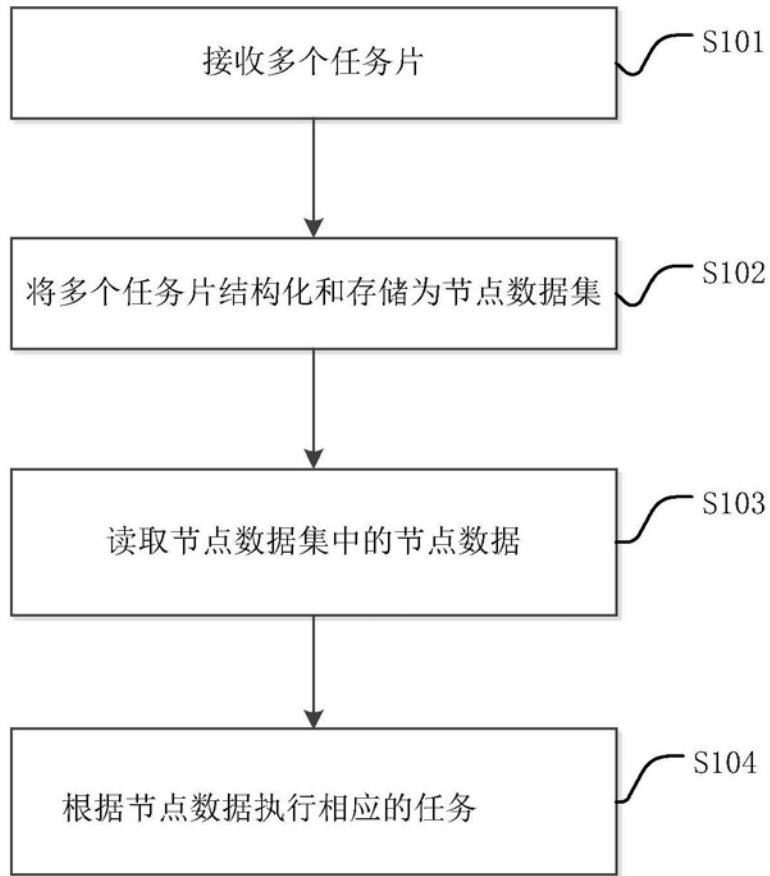 接收多个任务片
S101
将多个任务片结构化和存储为节点数据集
S102
读取节点数据集中的节点数据
S103
根据节点数据执行相应的任务
S104